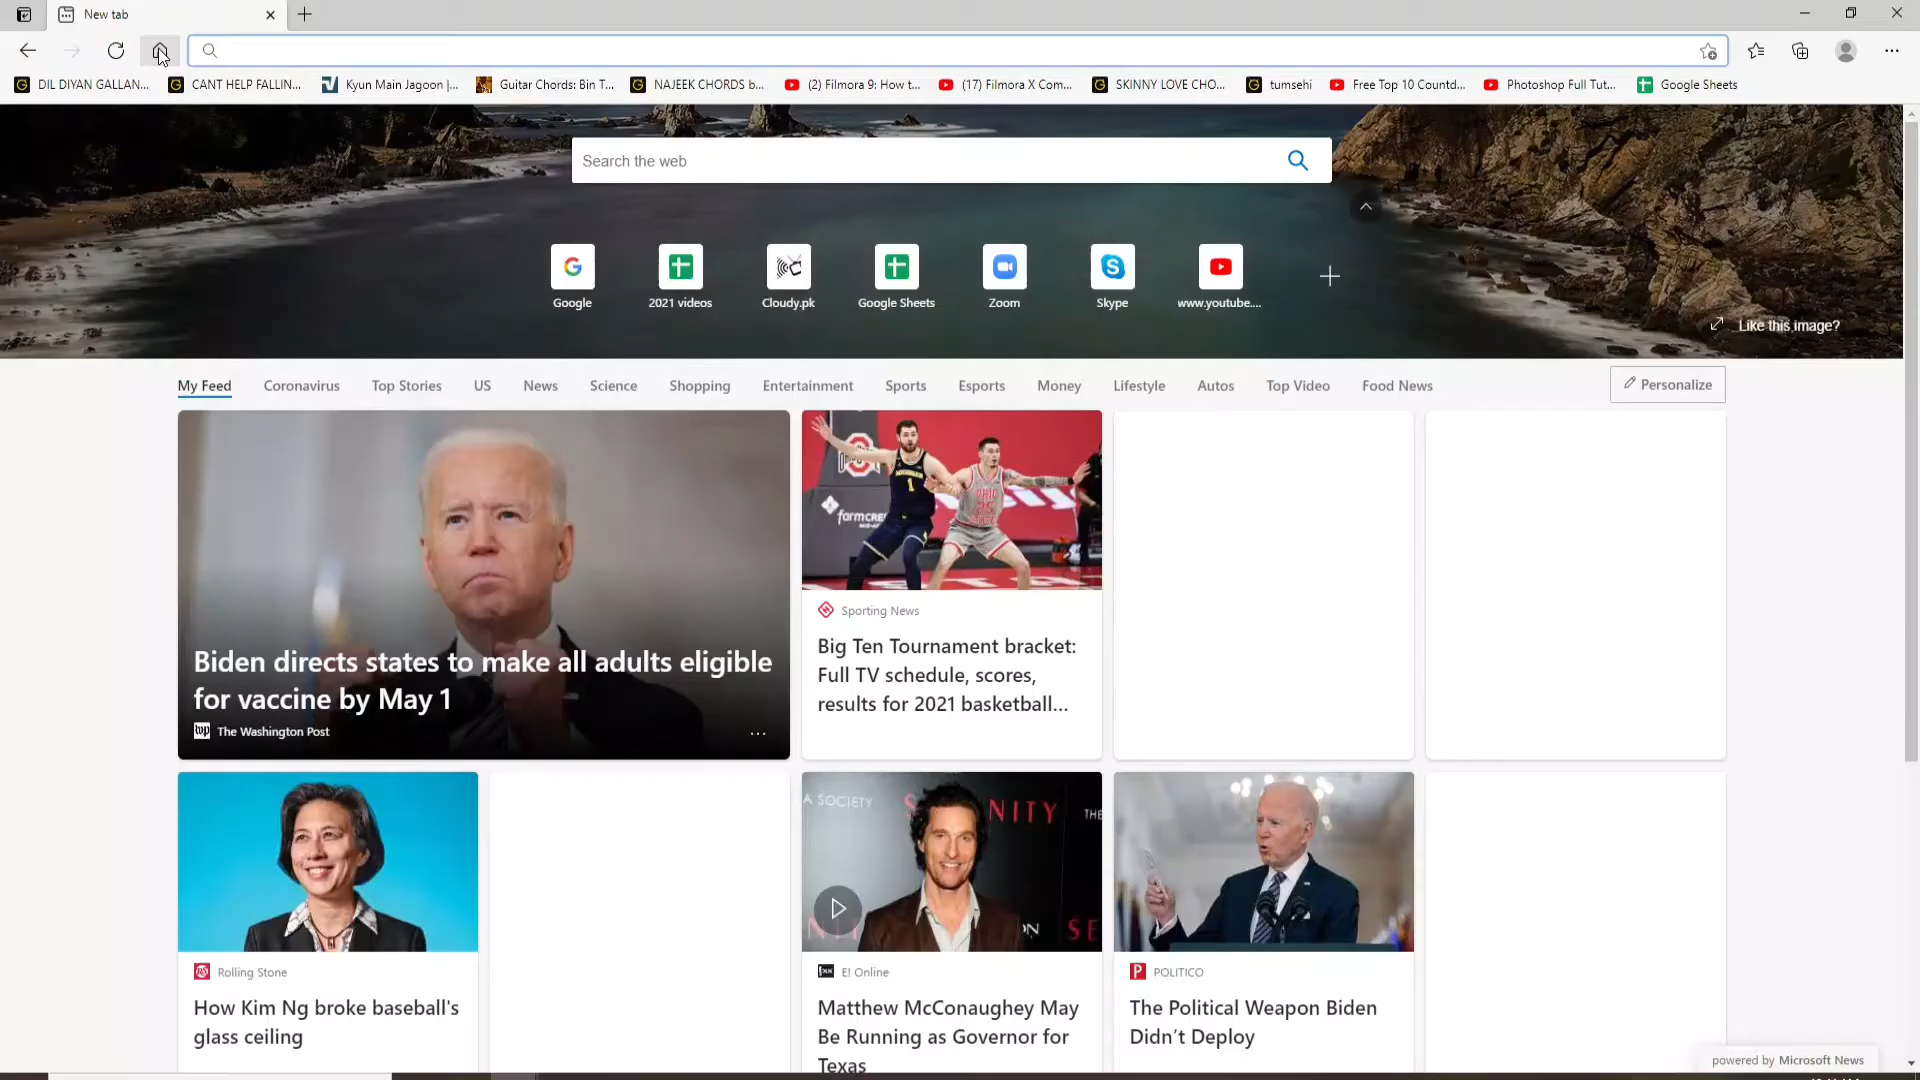 New tab
DIL DIYAN GALLAN...
CANT HELP FALLIN...
Kyun Main Jagoon |...
Guitar Chords: Bin T...
NAJEEK CHORDS b...
(2) Filmora 9: How t...
(17) Filmora X Com...
SKINNY LOVE CHO...
tumsehi
Free Top 10 Countd...
Photoshop Full Tut...
Google Sheets
Search the web
Google
2021 videos
Cloudy.pk
Google Sheets
Zoom
Skype
www.youtube....
Like this image?
My Feed
Coronavirus
Top Stories
US
News
Science
Shopping
Entertainment
Sports
Esports
Money
Lifestyle
Autos
Top Video
Food News
Personalize
Biden directs states to make all adults eligible
for vaccine by May 1
The Washington Post
Sporting News
Big Ten Tournament bracket:
Full TV schedule, scores,
results for 2021 basketball...
Rolling Stone
How Kim Ng broke baseball's
glass ceiling
A SOCIETY
E! Online
Matthew McConaughey May
Be Running as Governor for
Texas
POLITICO
The Political Weapon Biden
Didn’t Deploy
powered by Microsoft News